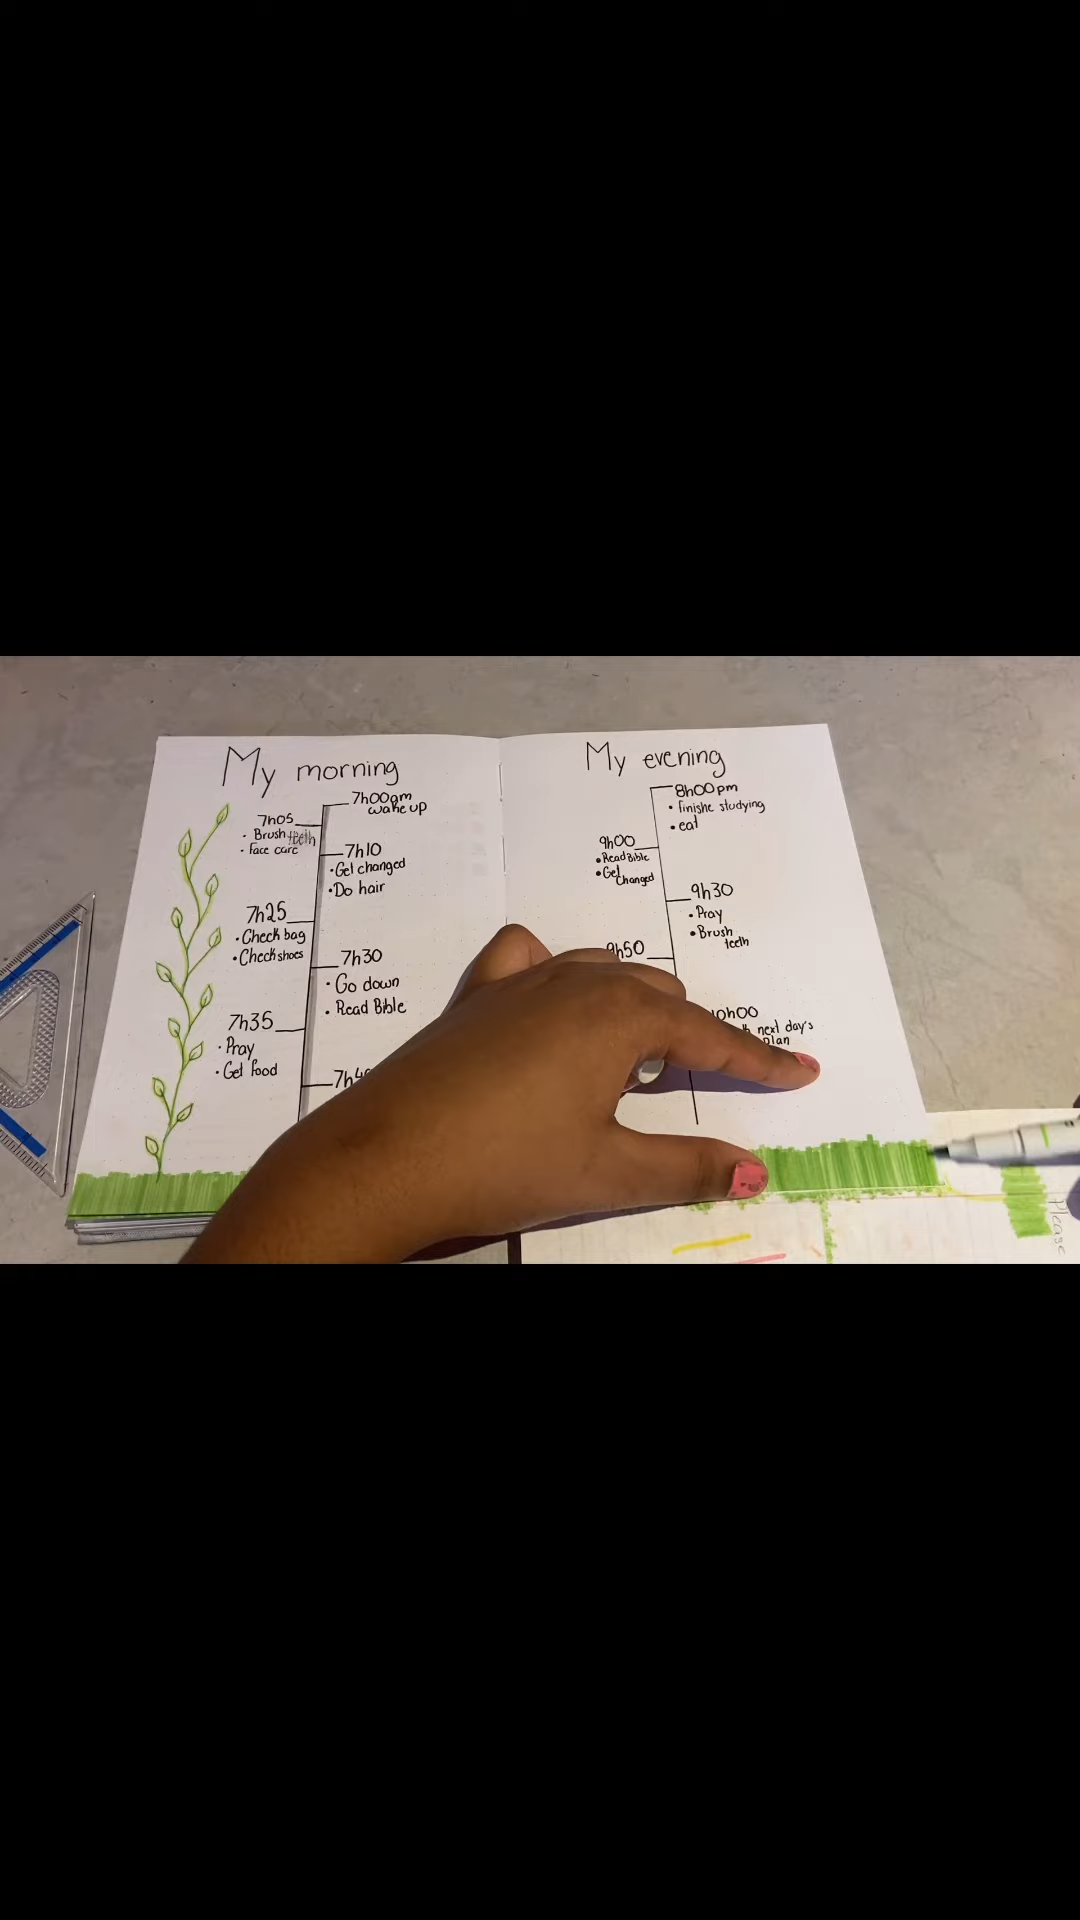 My morning
7h00am
wake up
7h05
· Brush teeth
· Face care
7h10
· Get changed
· Do hair
7h25
· Check bag
· Check shoes
7h30
· Go down
· Read Bible
7h35
· Pray
· Get food
My evening
8h00pm
• finishe studying
• eat
9h00
• Read Bible
• Get
changed
9h30
• Pray
• Brush
teeth
9h50
10h00
next day's
plan
Please